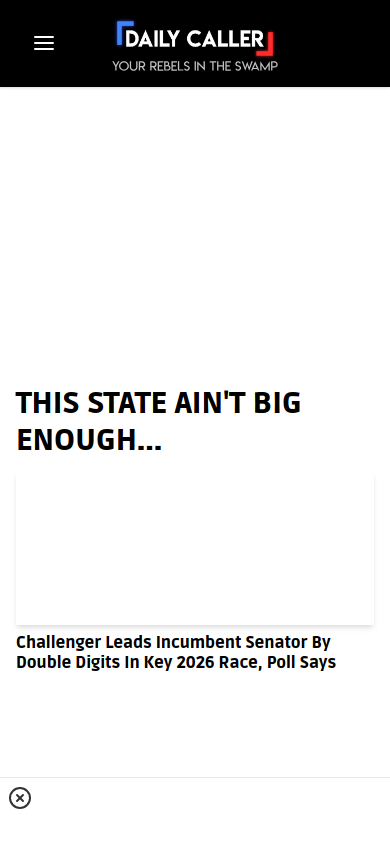 DAILY CALLER
YOUR REBELS IN THE SWAMP
THIS STATE AIN'T BIG
ENOUGH...
Challenger Leads Incumbent Senator By
Double Digits In Key 2026 Race, Poll Says